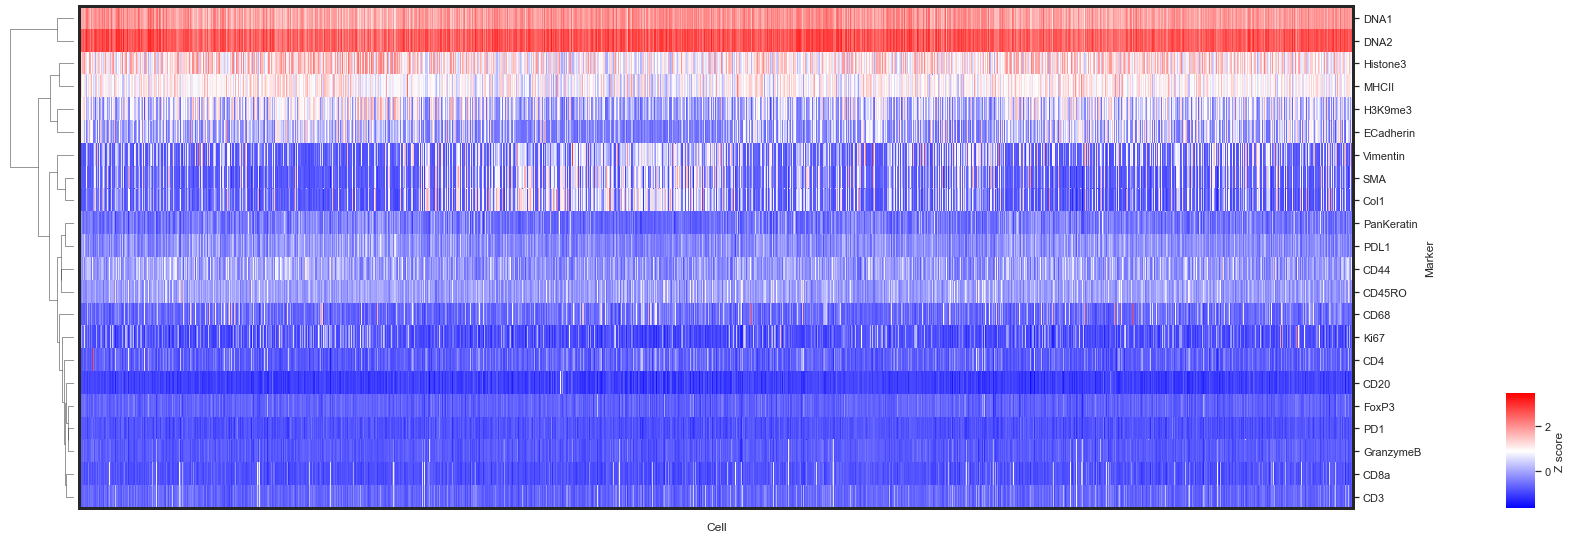 DNA1
DNA2
Histone3
MHCII
H3K9me3
ECadherin
Vimentin
SMA
Col1
PanKeratin
PDL1
CD44
CD45RO
CD68
Ki67
CD4
CD20
FoxP3
PD1
GranzymeB
CD8a
CD3
Marker
Cell
2
0
Z score